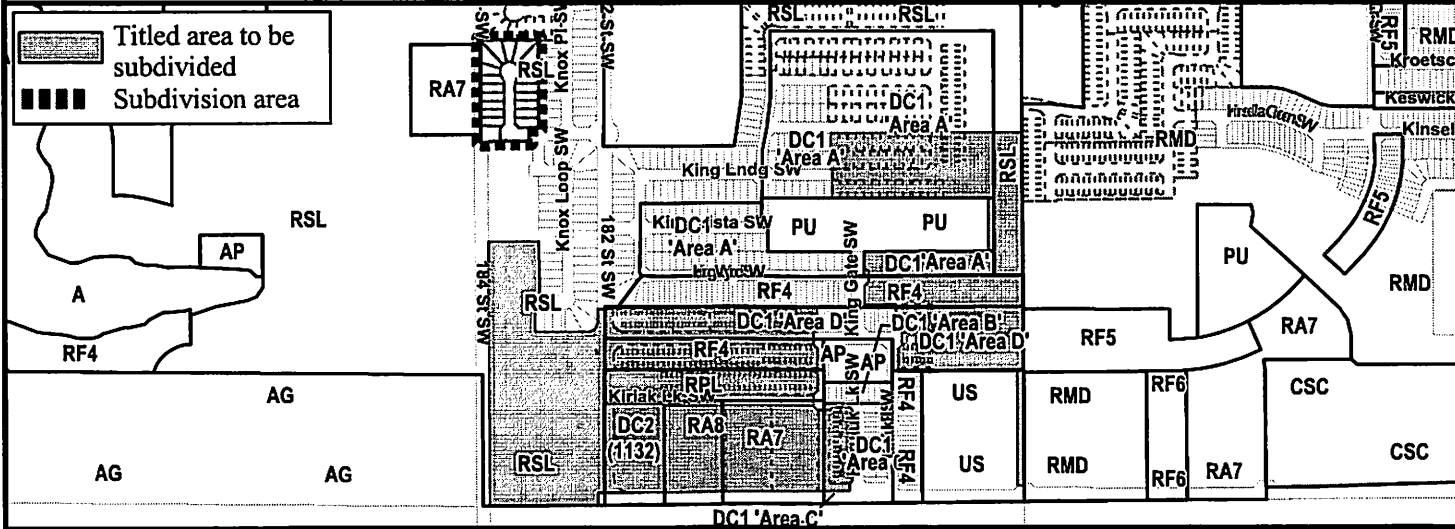 Titled area to be
subdivided
Subdivision area
RA7
RSL
RSL
RSL
Knox Pl-SW
Knox Loop SW
182 St SW
184 St SW
RSL
AP
A
RF4
AG
AG
AG
RSL
RSL
DC1
Area A
DC1
'Area A'
RSL
King Lndg SW
DC1
'Area A'
PU
PU
King Gate SW
DC1'Area A'
RF4
RF4
DC1 'Area D'
DC1 'Area B'
DC1 'Area D'
RF4
AP
AP
RPL
Kiriak Lk SW
DC2
(1132)
RA8
RA7
DC1
'Area
RF4
RF4
US
US
DC1 'Area-C'
RMD
RF5
RMD
Kroetsc
Keswick
Kinsel
RF5
PU
RMD
RA7
RF5
RMD
RMD
RF6
RF6
RA7
CSC
CSC